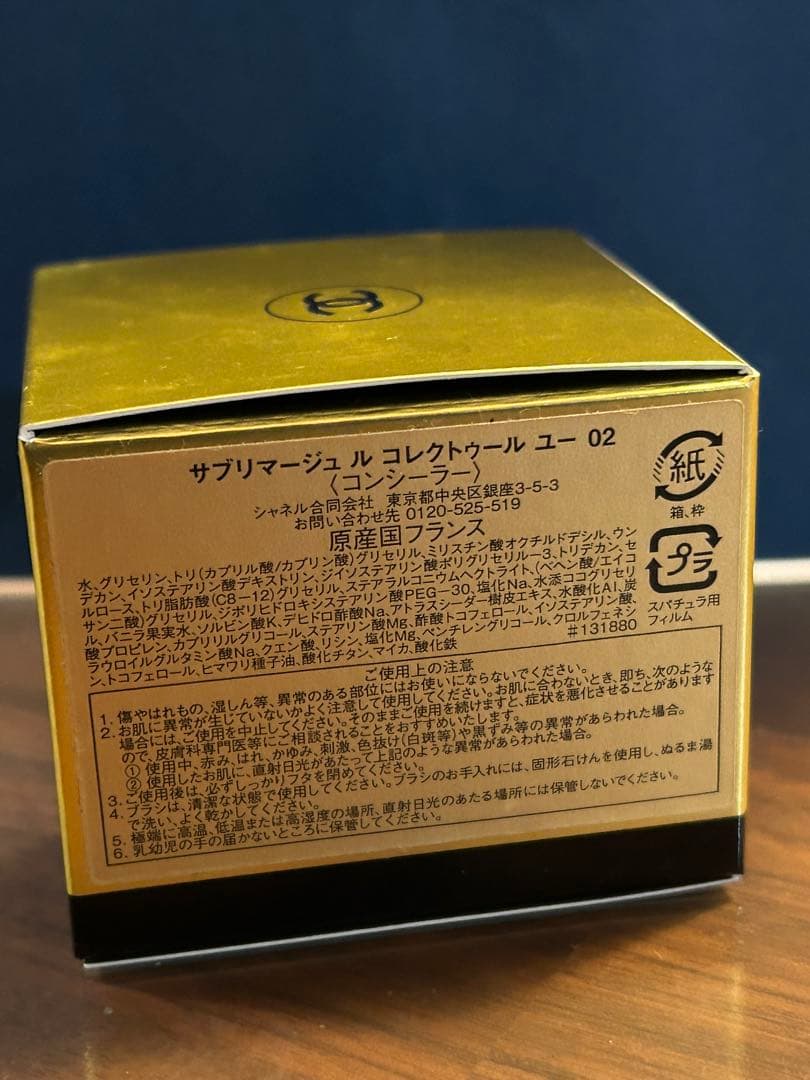 サブリマージュ ル コレクトゥール ユー 02
〈コンシーラー〉
シャネル合同会社 東京都中央区銀座3-5-3
お問い合わせ先 0120-525-519
原産国フランス
水、グリセリン、トリ(カプリル酸/カプリン酸)グリセリル、ミリスチン酸オクチルドデシル、ウン
デカン、イソステアリン酸デキストリン、ジイソステアリン酸ポリグリセリル-3、トリデカン、セ
ルロース、トリ脂肪酸(C8-12)グリセリル、ステアラルコニウムヘクトライト、(ベヘン酸/エイコ
サン二酸)グリセリル、ジポリヒドロキシステアリン酸PEG-30、塩化Na、水添ココグリセリ
ル、バニラ果実水、ソルビン酸K、デヒドロ酢酸Na、アトラスシーダー樹皮エキス、水酸化Al、炭
酸プロピレン、カプリリルグリコール、ステアリン酸Mg、酢酸トコフェロール、イソステアリン酸、
ラウロイルグルタミン酸Na、クエン酸、リシン、塩化Mg、ペンチレングリコール、クロルフェネシ
ン、トコフェロール、ヒマワリ種子油、酸化チタン、マイカ、酸化鉄
#131880
紙
箱、枠
プラ
スパチュラ用
フィルム
ご使用上の注意
1. 傷やはれもの、湿しん等、異常のある部位にはお使いにならないでください。
2. お肌に異常が生じていないかよく注意して使用してください。お肌に合わないとき、即ち、次のような
場合には、ご使用を中止してください。そのままご使用を続けますと、症状を悪化させることがあります
ので、皮膚科専門医等にご相談されることをおすすめいたします。
① 使用中、赤み、はれ、かゆみ、刺激、色抜け(白斑等)や黒ずみ等の異常があらわれた場合。
② 使用したお肌に、直射日光があたって上記のような異常があらわれた場合。
3. ご使用後は、必ずしっかりフタを閉めてください。
4. ブラシは、清潔な状態で使用してください。ブラシのお手入れには、固形石けんを使用し、ぬるま湯
で洗い、よく乾かしてください。
5. 極端に高温、低温または高湿度の場所、直射日光のあたる場所には保管しないでください。
6. 乳幼児の手の届かないところに保管してください。